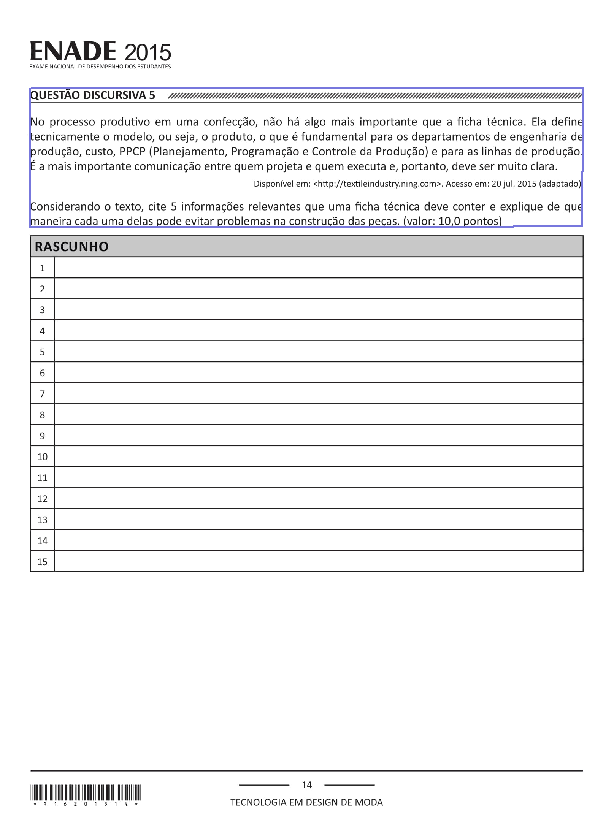 ENADE 2015
EXAME NACIONAL DE DESEMPENHO DOS ESTUDANTES
QUESTÃO DISCURSIVA 5
No processo produtivo em uma confecção, não há algo mais importante que a ficha técnica. Ela define
tecnicamente o modelo, ou seja, o produto, o que é fundamental para os departamentos de engenharia de
produção, custo, PPCP (Planejamento, Programação e Controle da Produção) e para as linhas de produção.
É a mais importante comunicação entre quem projeta e quem executa e, portanto, deve ser muito clara.
Disponível em: <http://textileindustry.ning.com>. Acesso em: 20 jul. 2015 (adaptado)
Considerando o texto, cite 5 informações relevantes que uma ficha técnica deve conter e explique de que
maneira cada uma delas pode evitar problemas na construção das peças. (valor: 10,0 pontos)
RASCUNHO
1
2
3
4
5
6
7
8
9
10
11
12
13
14
15
14
TECNOLOGIA EM DESIGN DE MODA